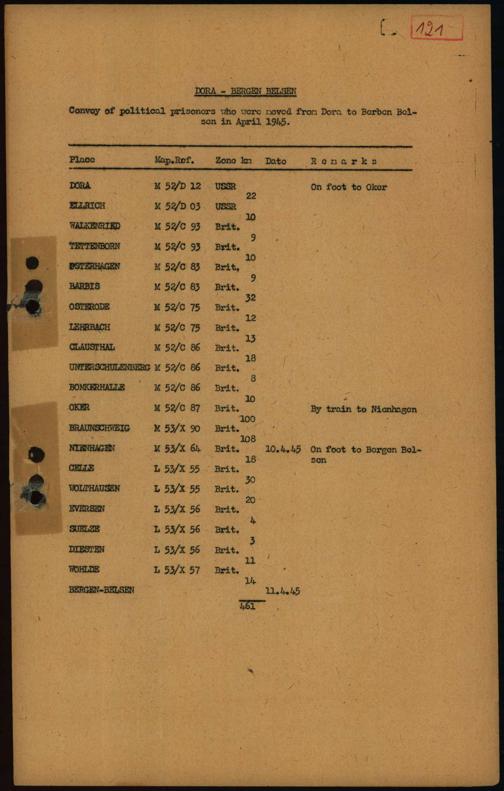 121
DORA - BERGEN BELSEN
Convoy of political prisoners who were moved from Dora to Berben Bel-
sen in April 1945.
Place Map.Ref. Zone km Date Remarks
DORA M 52/D 12 USSR On foot to Oker
22
ELLRICH M 52/D 03 USSR
10
WALKENRIED M 52/C 93 Brit.
9
TETTENBORN M 52/C 93 Brit.
10
OSTERHAGEN M 52/C 83 Brit.
9
BARBIS M 52/C 83 Brit.
32
OSTERODE M 52/C 75 Brit.
12
LEHRBACH M 52/C 75 Brit.
13
CLAUSTHAL M 52/C 86 Brit.
18
UNTERSCHULENBERG M 52/C 86 Brit.
8
ROMKERHALLE M 52/C 86 Brit.
10
OKER M 52/C 87 Brit. By train to Nienhagen
100
BRAUNSCHWEIG M 53/X 90 Brit.
108
NIENHAGEN M 53/X 64 Brit. 10.4.45 On foot to Bergen Bel-
sen
18
CELLE L 53/X 55 Brit.
30
WOLTHAUSEN L 53/X 55 Brit.
20
EVERSEN L 53/X 56 Brit.
4
SUELZE L 53/X 56 Brit.
3
DIESTEN L 53/X 56 Brit.
11
WOHLDE L 53/X 57 Brit.
14
BERGEN-BELSEN 11.4.45
461